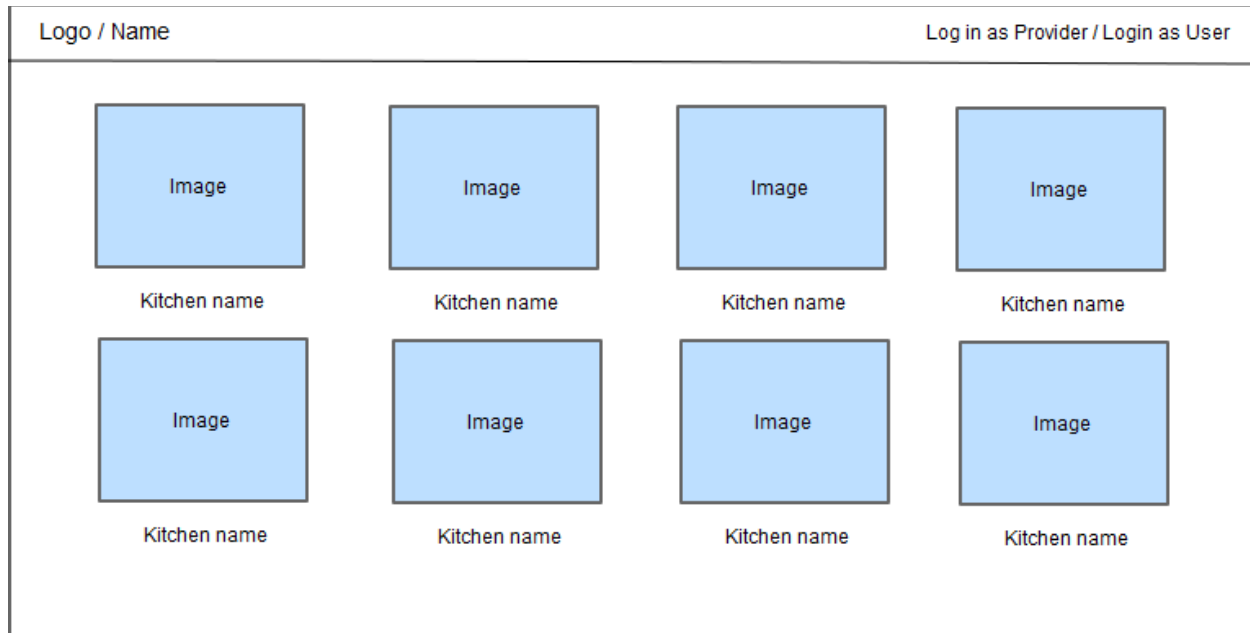 Logo / Name
Log in as Provider / Login as User
Image
Image
Image
Image
Kitchen name
Kitchen name
Kitchen name
Kitchen name
Image
Image
Image
Image
Kitchen name
Kitchen name
Kitchen name
Kitchen name